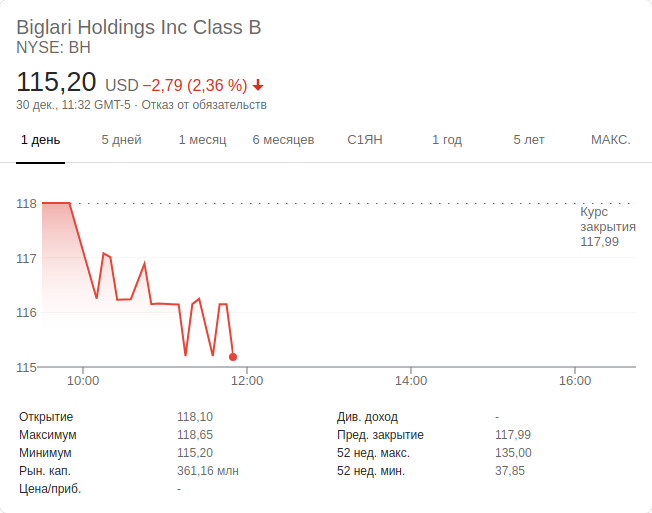 Biglari Holdings Inc Class B
NYSE: BH
115,20 USD −2,79 (2,36 %)
30 дек., 11:32 GMT-5 · Отказ от обязательств
1 день 5 дней 1 месяц 6 месяцев С1ЯН 1 год 5 лет МАКС.
118
Курс
закрытия
117,99
117
116
115
10:00 12:00 14:00 16:00
Открытие 118,10 Див. доход -
Максимум 118,65 Пред. закрытие 117,99
Минимум 115,20 52 нед. макс. 135,00
Рын. кап. 361,16 млн 52 нед. мин. 37,85
Цена/приб. -